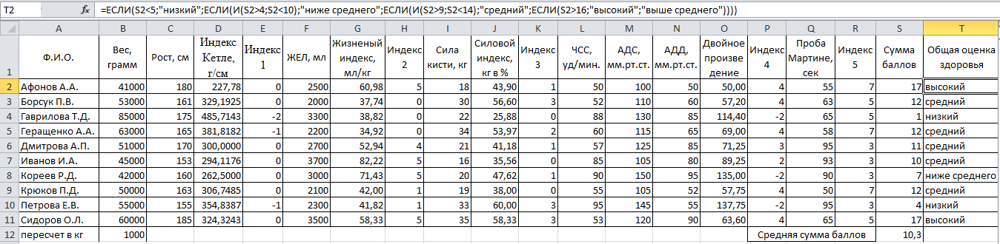 T2 fx =ЕСЛИ(S2<5;"низкий";ЕСЛИ(И(S2>4;S2<10);"ниже среднего";ЕСЛИ(И(S2>9;S2<14);"средний";ЕСЛИ(S2>16;"высокий";"выше среднего"))))
A B C D E F G H I J K L M N O P Q R S T
1 Ф.И.О. Вес, грамм Рост, см Индекс Кетле, г/см Индекс 1 ЖЕЛ, мл Жизненый индекс, мл/кг Индекс 2 Сила кисти, кг Силовой индекс, кг в % Индекс 3 ЧСС, уд/мин. АДС, мм.рт.ст. АДД, мм.рт.ст. Двойное произве дение Индекс 4 Проба Мартине, сек Индекс 5 Сумма баллов Общая оценка здоровья
2 Афонов А.А. 41000 180 227,78 0 2500 60,98 5 18 43,90 1 50 100 50 50,00 4 55 7 17 высокий
3 Борсук П.В. 53000 161 329,1925 0 2000 37,74 0 30 56,60 3 52 110 60 57,20 4 63 5 12 средний
4 Гаврилова Т.Д. 85000 175 485,7143 -2 3300 38,82 0 22 25,88 0 88 130 85 114,40 -2 65 5 1 низкий
5 Геращенко А.А. 63000 165 381,8182 -1 2200 34,92 0 34 53,97 2 60 115 65 69,00 4 58 7 12 средний
6 Дмитрова А.П. 51000 170 300,0000 0 2700 52,94 4 21 41,18 1 57 125 85 71,25 3 95 3 11 средний
7 Иванов И.А. 45000 153 294,1176 0 3700 82,22 5 16 35,56 0 85 105 80 89,25 2 93 3 10 средний
8 Кореев Р.Д. 42000 160 262,5000 0 3000 71,43 5 20 47,62 1 90 150 95 135,00 -2 90 3 7 ниже среднего
9 Крюков П.Д. 50000 163 306,7485 0 2100 42,00 1 19 38,00 0 55 105 52 57,75 4 50 7 12 средний
10 Петрова Е.В. 55000 155 354,8387 -1 2300 41,82 1 33 60,00 3 95 145 55 137,75 -2 95 3 4 низкий
11 Сидоров О.Л. 60000 185 324,3243 0 3500 58,33 5 35 58,33 3 53 120 90 63,60 4 65 5 17 высокий
12 пересчет в кг 1000 Средняя сумма баллов 10,3